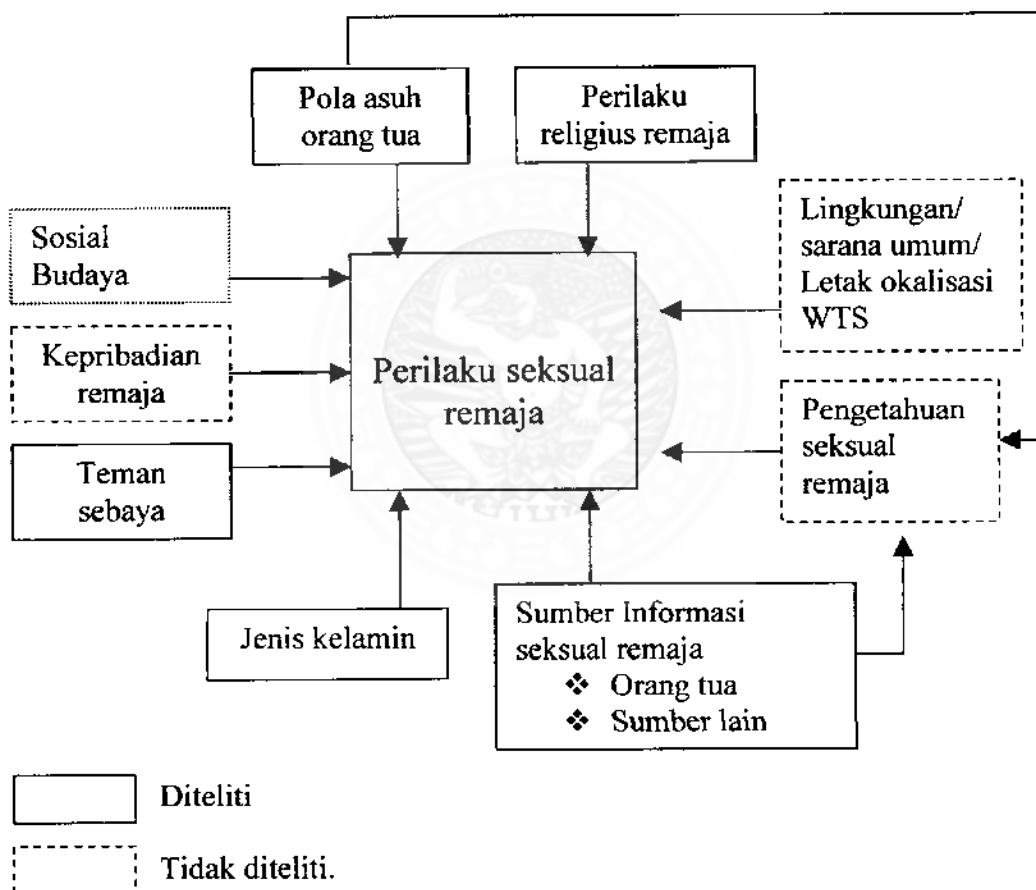 Pola asuh
orang tua
Perilaku
religius remaja
Sosial
Budaya
Lingkungan/
sarana umum/
Letak okalisasi
WTS
Kepribadian
remaja
Perilaku seksual
remaja
Pengetahuan
seksual
remaja
Teman
sebaya
Jenis kelamin
Sumber Informasi
seksual remaja
❖ Orang tua
❖ Sumber lain
Diteliti
Tidak diteliti.